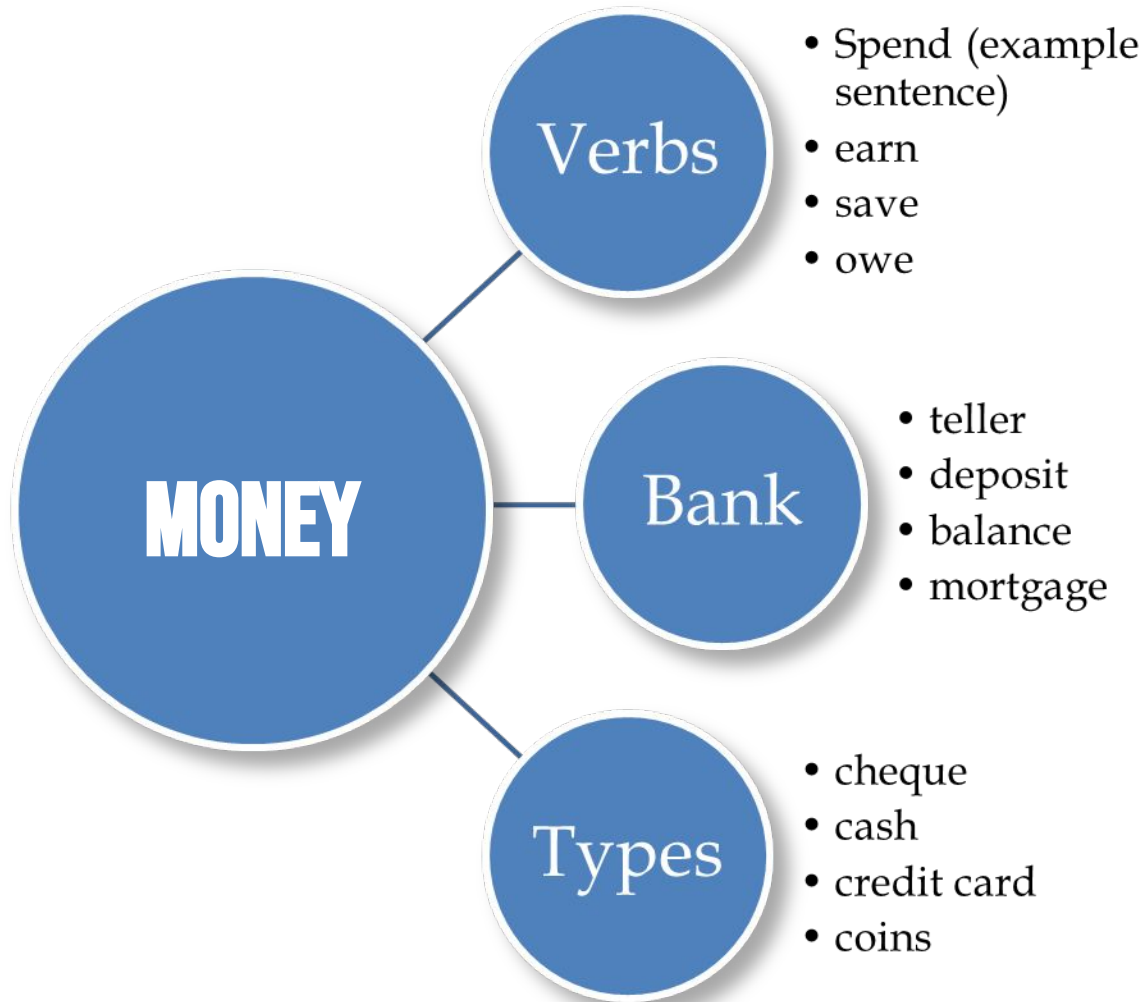 MONEY
Verbs
• Spend (example
sentence)
• earn
• save
• owe
Bank
• teller
• deposit
• balance
• mortgage
Types
• cheque
• cash
• credit card
• coins